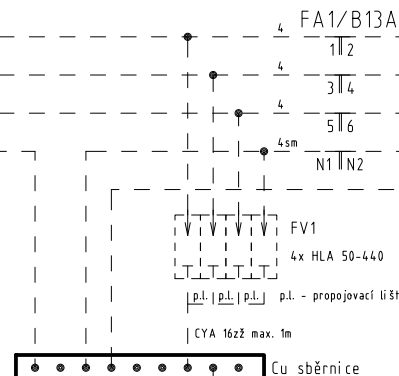 4 FA1/B13A
1 2
4
3 4
4
5 6
4sm
N1 N2
FV1
4x HLA 50-440
p.l. p.l. p.l. p.l. - propojovací lišt
CYA 16zž max. 1m
Cu sběrnice